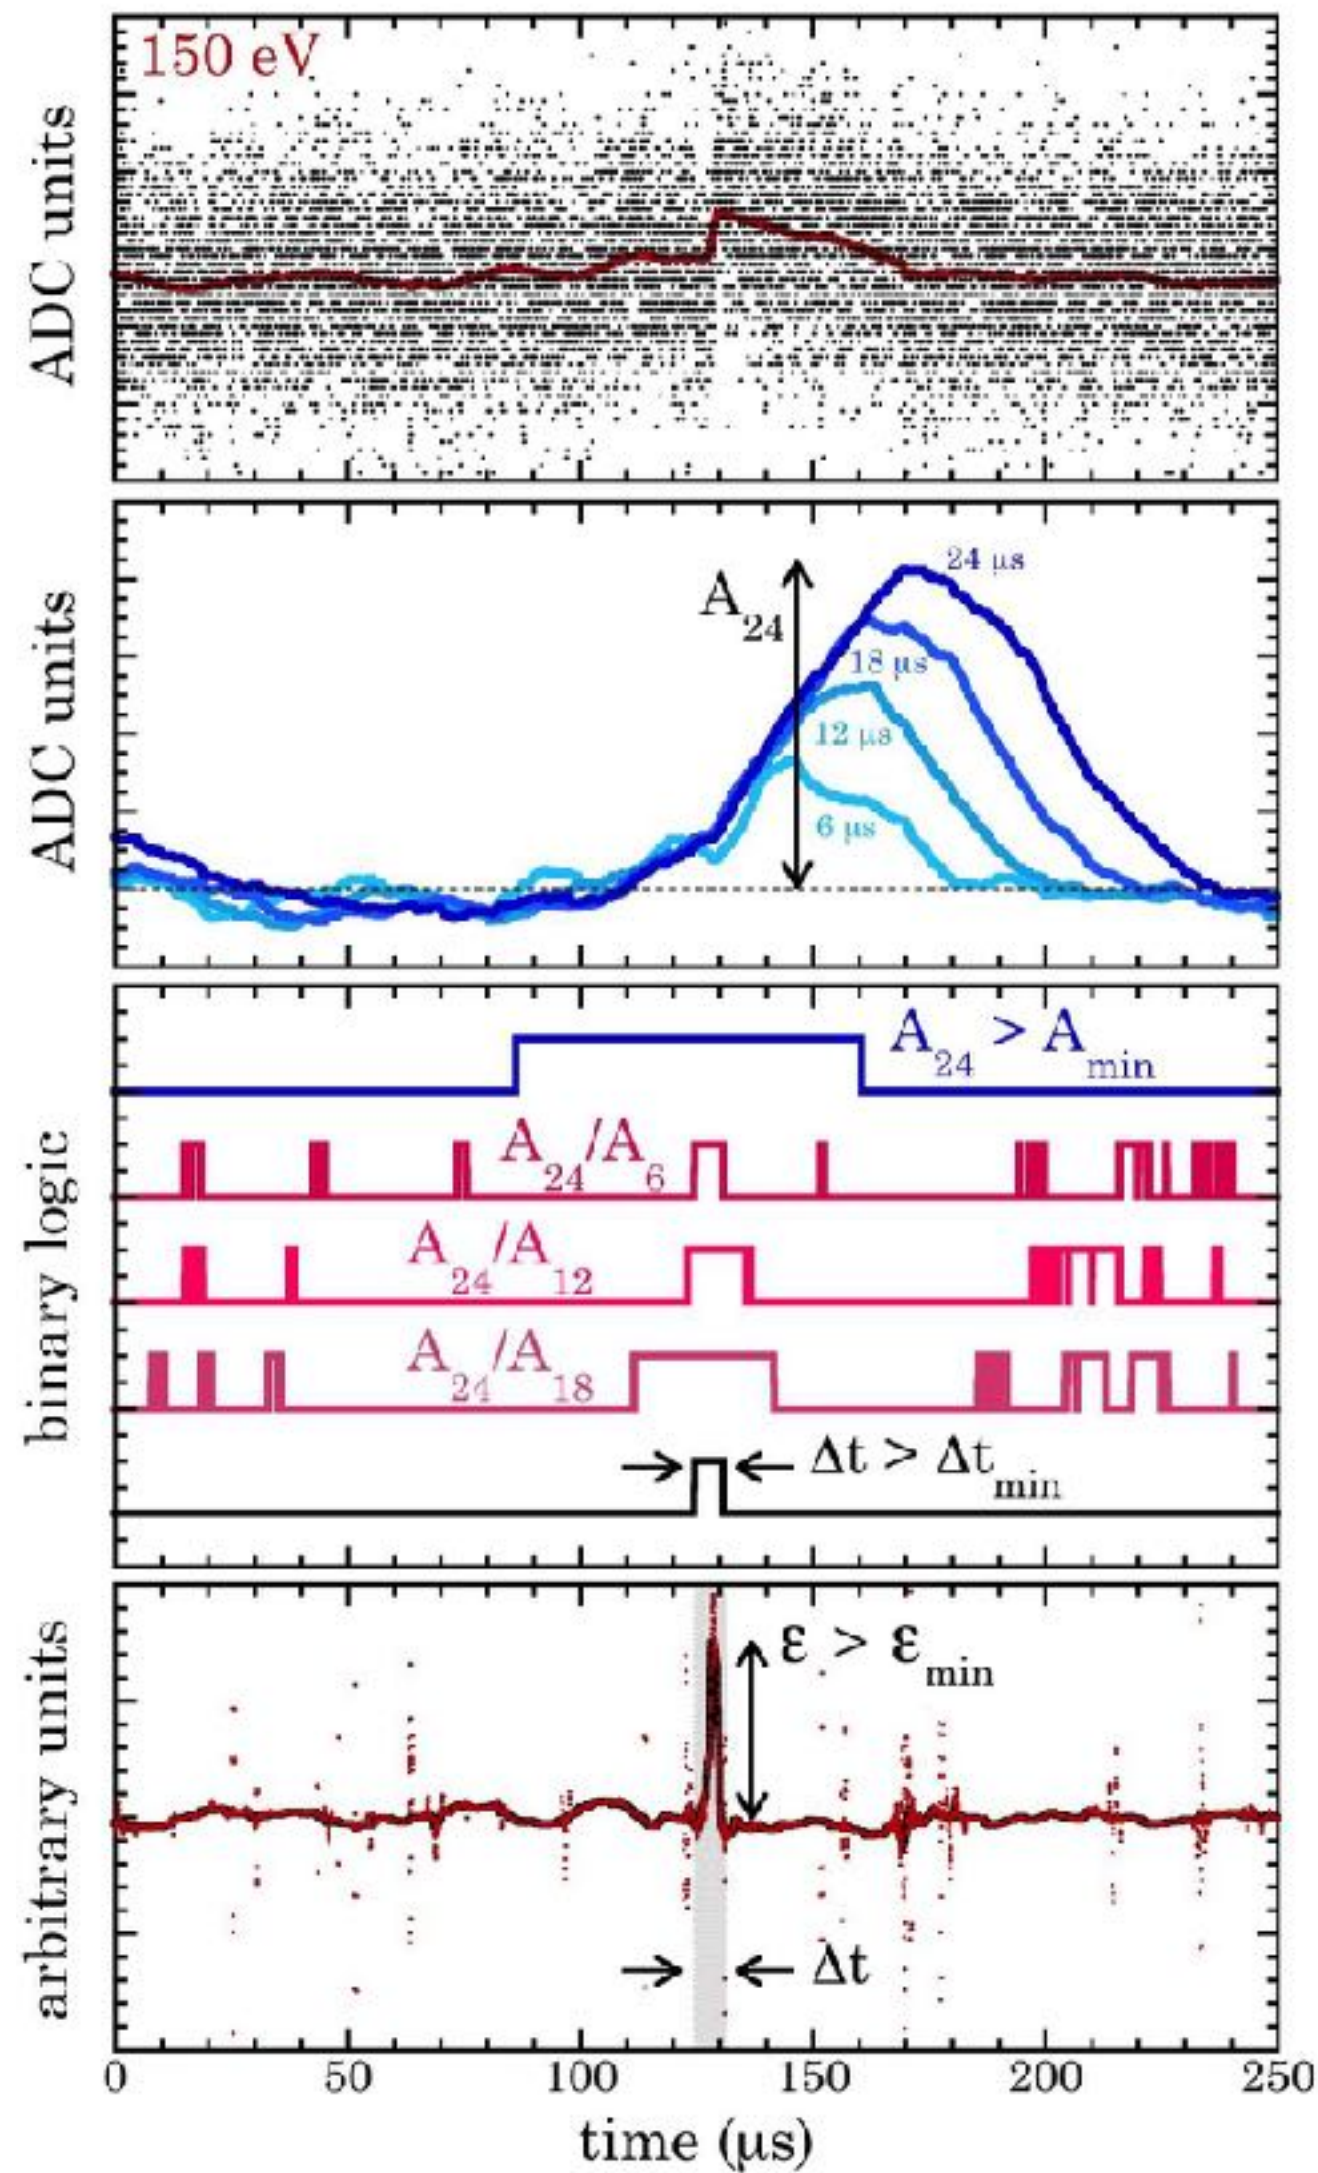 150 eV
ADC units
ADC units
A24
24 μs
18 μs
12 μs
6 μs
binary logic
A24 > Amin
A24/A6
A24/A12
A24/A18
Δt > Δtmin
arbitrary units
ε > εmin
Δt
0 50 100 150 200 250
time (μs)